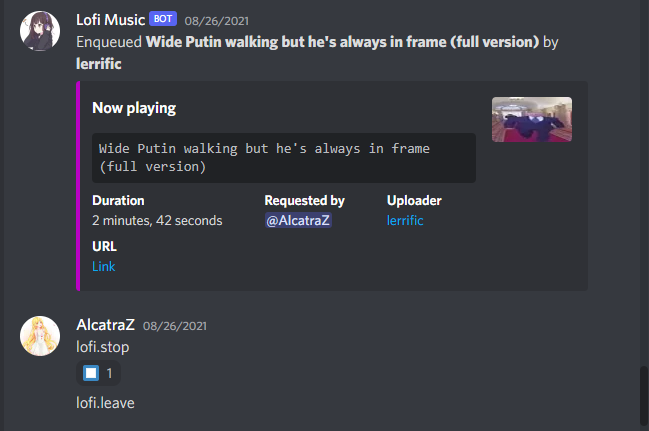 Lofi Music BOT 08/26/2021
Enqueued Wide Putin walking but he's always in frame (full version) by
lerrific
Now playing
Wide Putin walking but he's always in frame
(full version)
Duration Requested by Uploader
2 minutes, 42 seconds @AlcatraZ lerrific
URL
Link
AlcatraZ 08/26/2021
lofi.stop
1
lofi.leave